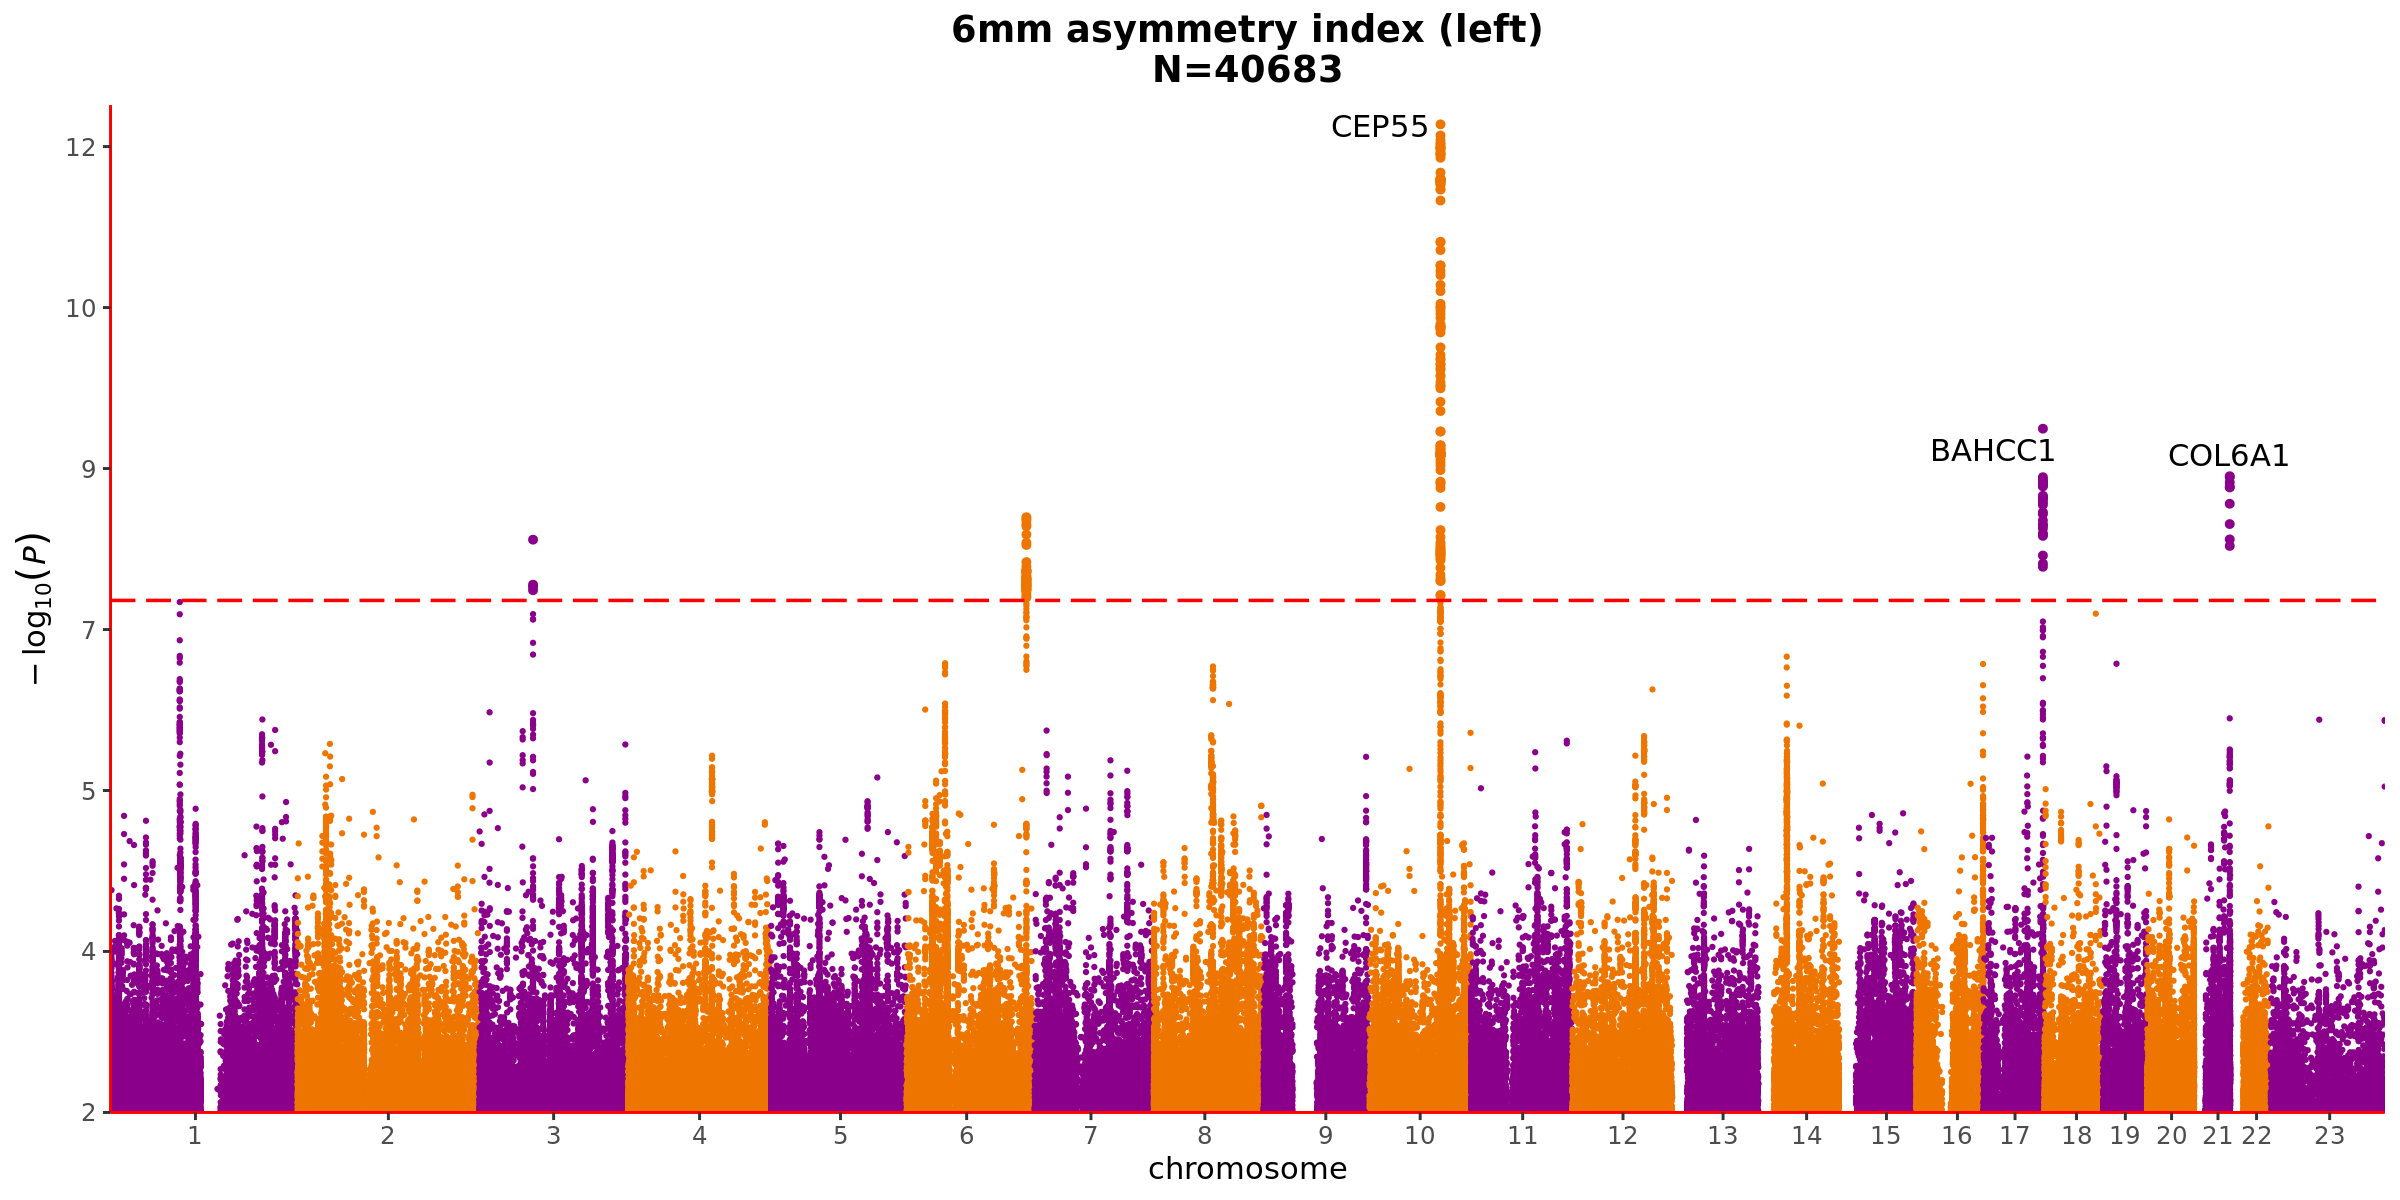 6mm asymmetry index (left)
N=40683
CEP55
BAHCC1
COL6A1
12
10
9
7
5
4
2
−log10(P)
1 2 3 4 5 6 7 8 9 10 11 12 13 14 15 16 17 18 19 20 21 22 23
chromosome